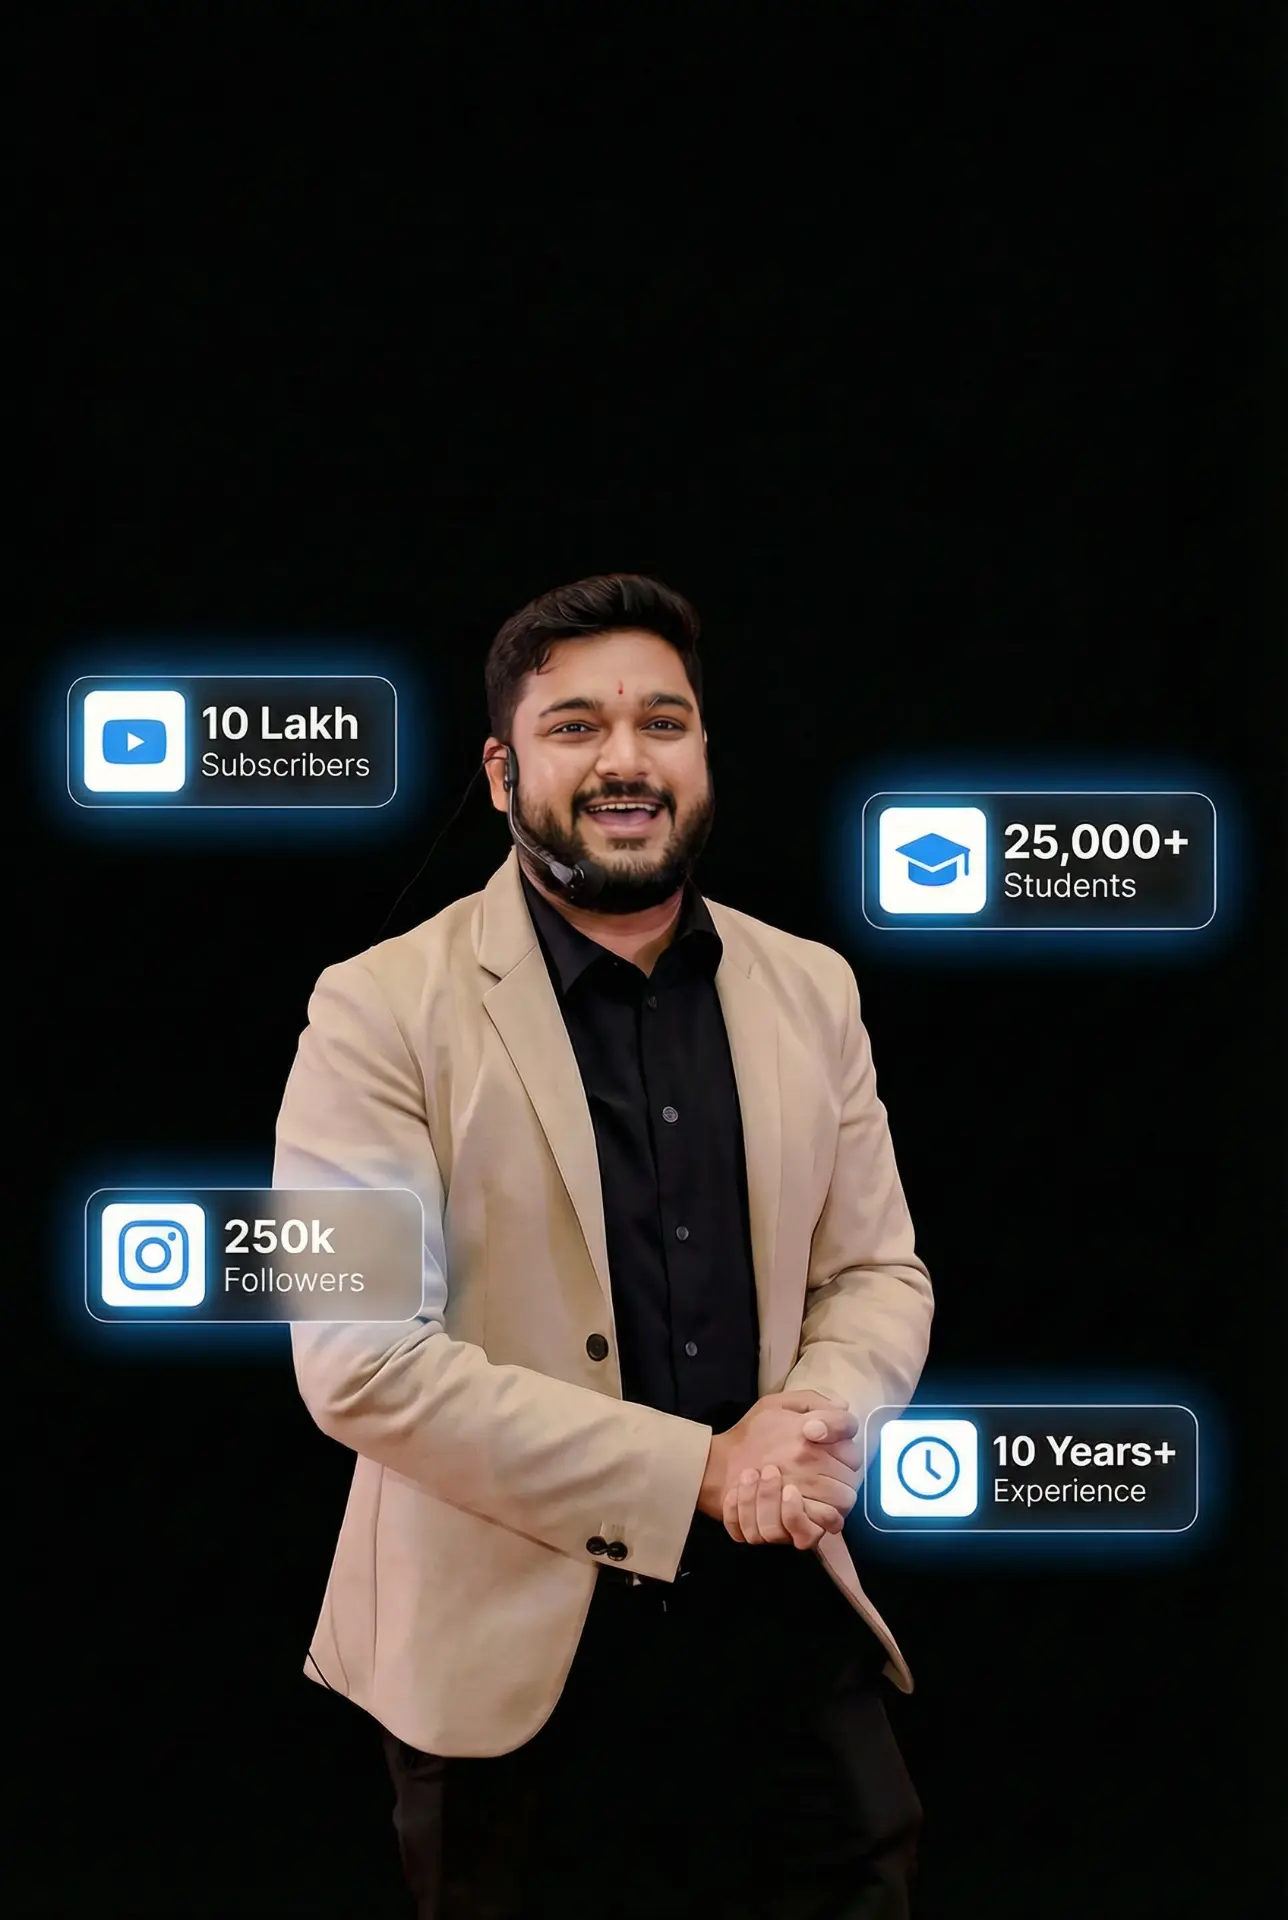 10 Lakh
Subscribers
25,000+
Students
250k
Followers
10 Years+
Experience